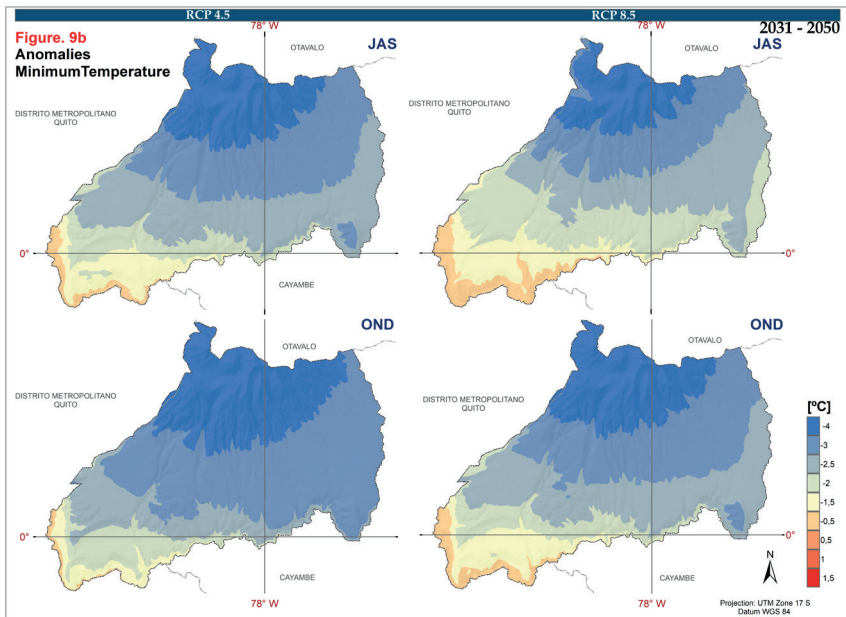 RCP 4.5
RCP 8.5
78° W
78° W
2031 - 2050
Figure. 9b
Anomalies
MinimumTemperature
OTAVALO
JAS
OTAVALO
JAS
DISTRITO METROPOLITANO
QUITO
DISTRITO METROPOLITANO
QUITO
0°
0°
CAYAMBE
CAYAMBE
OND
OND
OTAVALO
OTAVALO
DISTRITO METROPOLITANO
QUITO
DISTRITO METROPOLITANO
QUITO
[ºC]
-4
-3
-2,5
-2
-1,5
-0,5
0,5
1
1,5
0°
0°
CAYAMBE
CAYAMBE
N
78° W
78° W
Projection: UTM Zone 17 S
Datum WGS 84